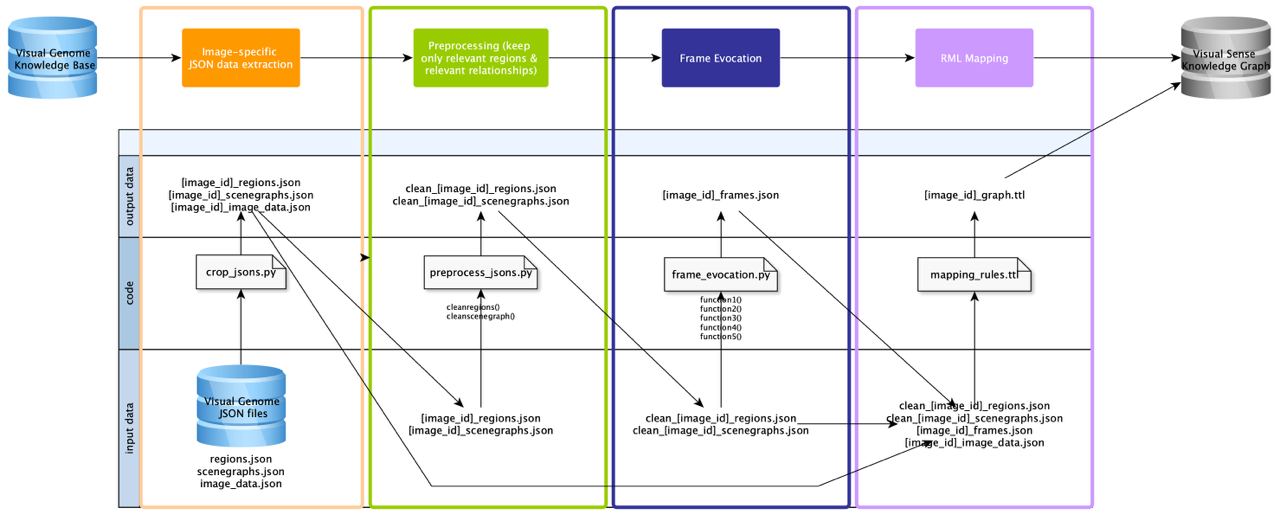 Visual Genome
Knowledge Base
Image-specific
JSON data extraction
Preprocessing (keep
only relevant regions &
relevant relationships)
Frame Evocation
RML Mapping
Visual Sense
Knowledge Graph
output data
[image_id]_regions.json
[image_id]_scenegraphs.json
[image_id]_image_data.json
clean_[image_id]_regions.json
clean_[image_id]_scenegraphs.json
[image_id]_frames.json
[image_id]_graph.ttl
code
crop_jsons.py
preprocess_jsons.py
cleanregions()
cleanscenegraph()
frame_evocation.py
function1()
function2()
function3()
function4()
function5()
mapping_rules.ttl
input data
Visual Genome
JSON files
regions.json
scenegraphs.json
image_data.json
[image_id]_regions.json
[image_id]_scenegraphs.json
clean_[image_id]_regions.json
clean_[image_id]_scenegraphs.json
clean_[image_id]_regions.json
clean_[image_id]_scenegraphs.json
[image_id]_frames.json
[image_id]_image_data.json